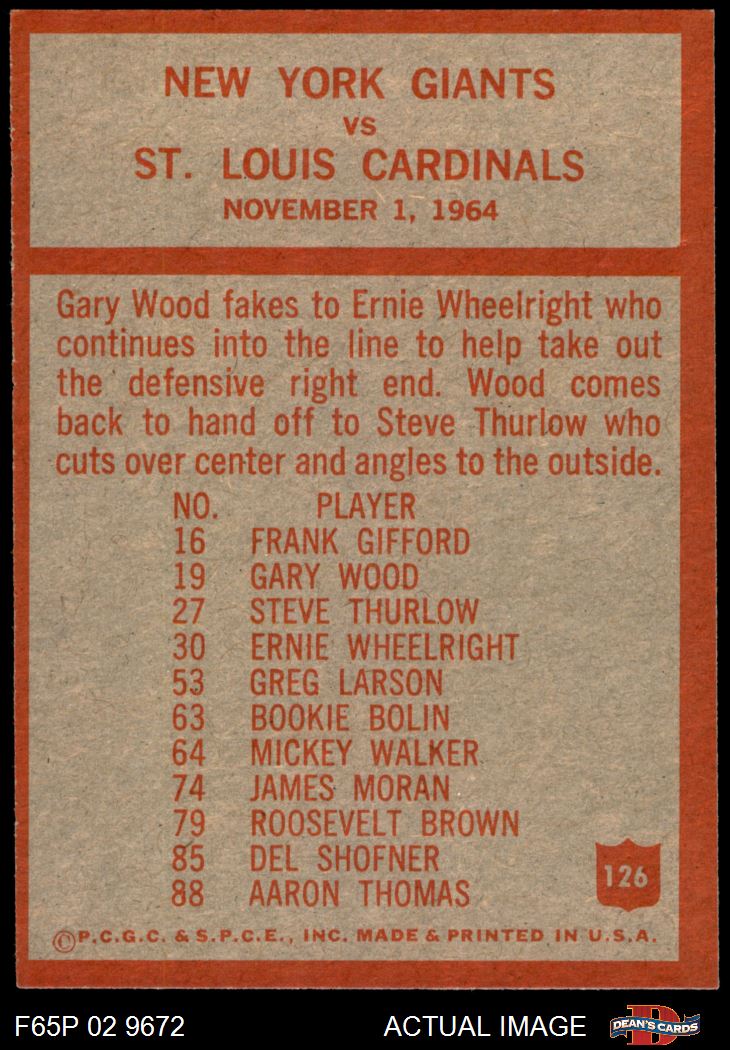 NEW YORK GIANTS
VS
ST. LOUIS CARDINALS
NOVEMBER 1, 1964
Gary Wood fakes to Ernie Wheelright who
continues into the line to help take out
the defensive right end. Wood comes
back to hand off to Steve Thurlow who
cuts over center and angles to the outside.
NO. PLAYER
16 FRANK GIFFORD
19 GARY WOOD
27 STEVE THURLOW
30 ERNIE WHEELRIGHT
53 GREG LARSON
63 BOOKIE BOLIN
64 MICKEY WALKER
74 JAMES MORAN
79 ROOSEVELT BROWN
85 DEL SHOFNER
88 AARON THOMAS
126
©P.C.G.C. & S.P.C.E., INC. MADE & PRINTED IN U.S.A.
F65P 02 9672 ACTUAL IMAGE D DEAN'S CARDS